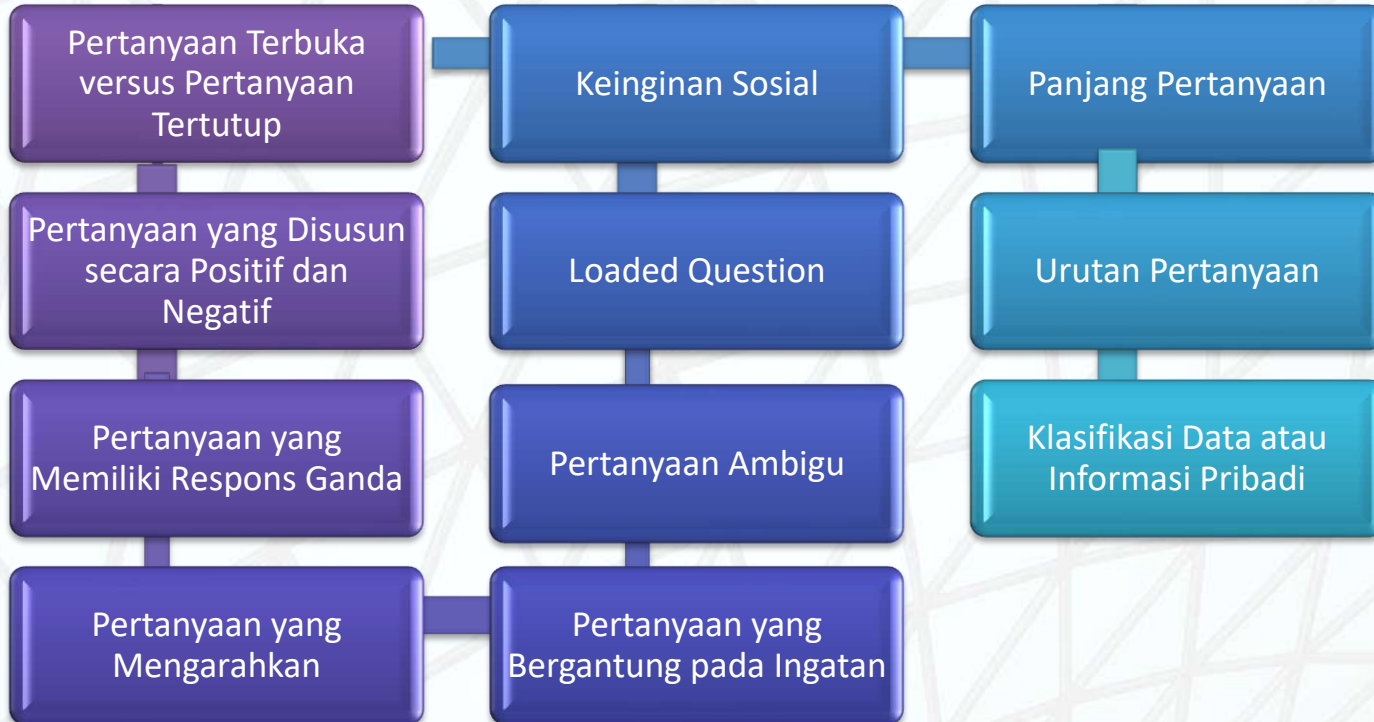 Pertanyaan Terbuka
versus Pertanyaan
Tertutup
Pertanyaan yang Disusun
secara Positif dan
Negatif
Pertanyaan yang
Memiliki Respons Ganda
Pertanyaan yang
Mengarahkan
Pertanyaan yang
Bergantung pada Ingatan
Pertanyaan Ambigu
Loaded Question
Keinginan Sosial
Panjang Pertanyaan
Urutan Pertanyaan
Klasifikasi Data atau
Informasi Pribadi